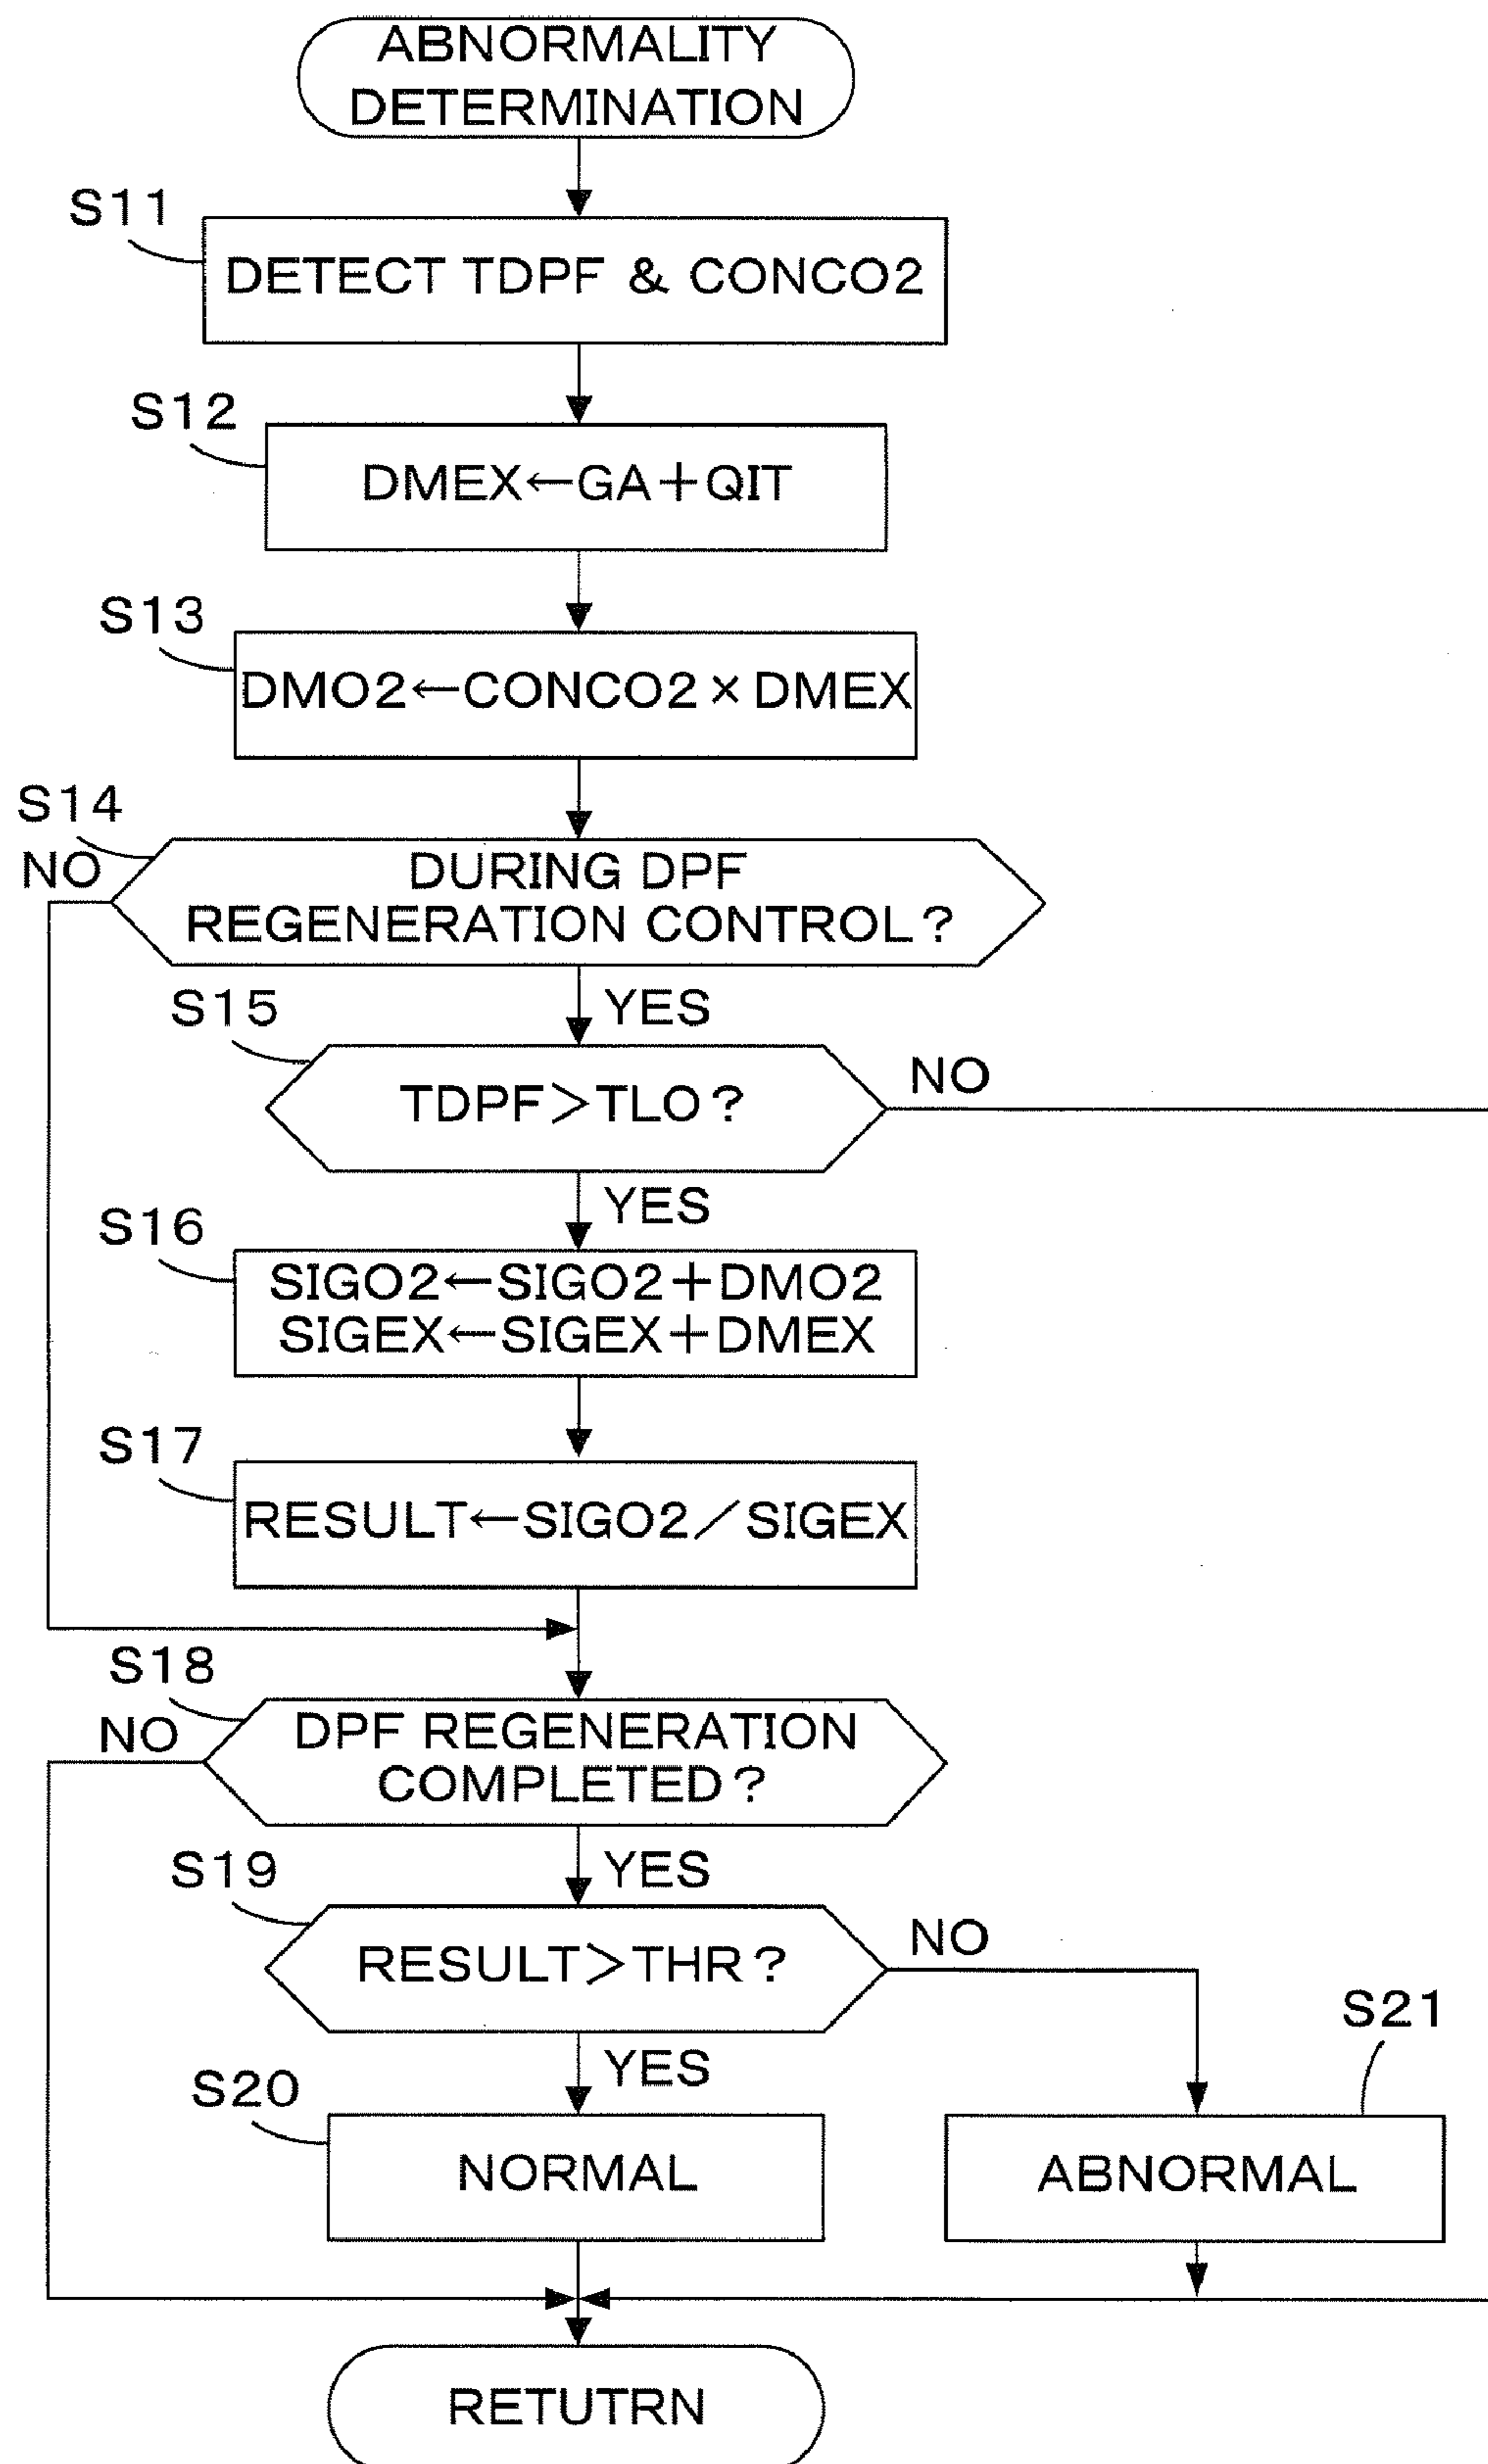 ABNORMALITY
DETERMINATION
S11
DETECT TDPF & CONCO2
S12
DMEX←GA+QIT
S13
DMO2←CONCO2×DMEX
S14
NO
DURING DPF
REGENERATION CONTROL?
YES
S15
TDPF>TLO?
NO
YES
S16
SIGO2←SIGO2+DMO2
SIGEX←SIGEX+DMEX
S17
RESULT←SIGO2/SIGEX
S18
NO
DPF REGENERATION
COMPLETED?
YES
S19
RESULT>THR?
NO
YES
S20
NORMAL
S21
ABNORMAL
RETUTRN